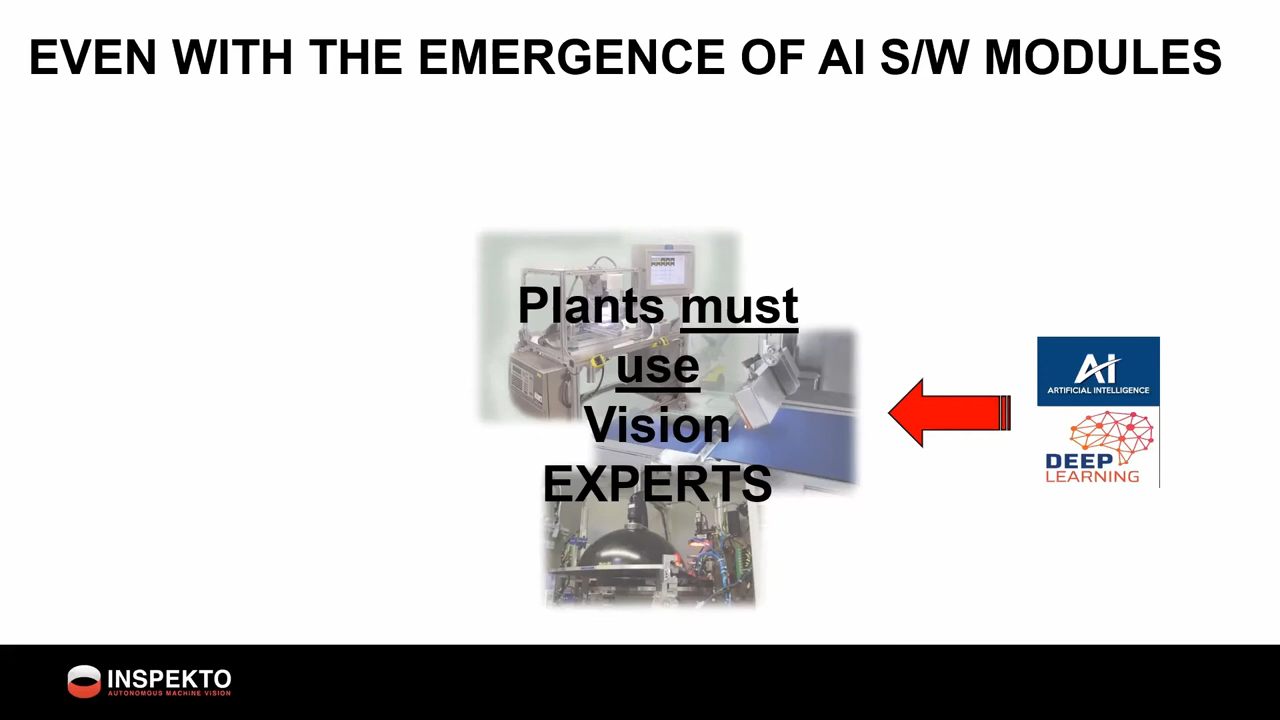 EVEN WITH THE EMERGENCE OF AI S/W MODULES
Plants must
use
Vision
EXPERTS
AI
ARTIFICIAL INTELLIGENCE
DEEP
LEARNING
INSPEKTO
AUTONOMOUS MACHINE VISION